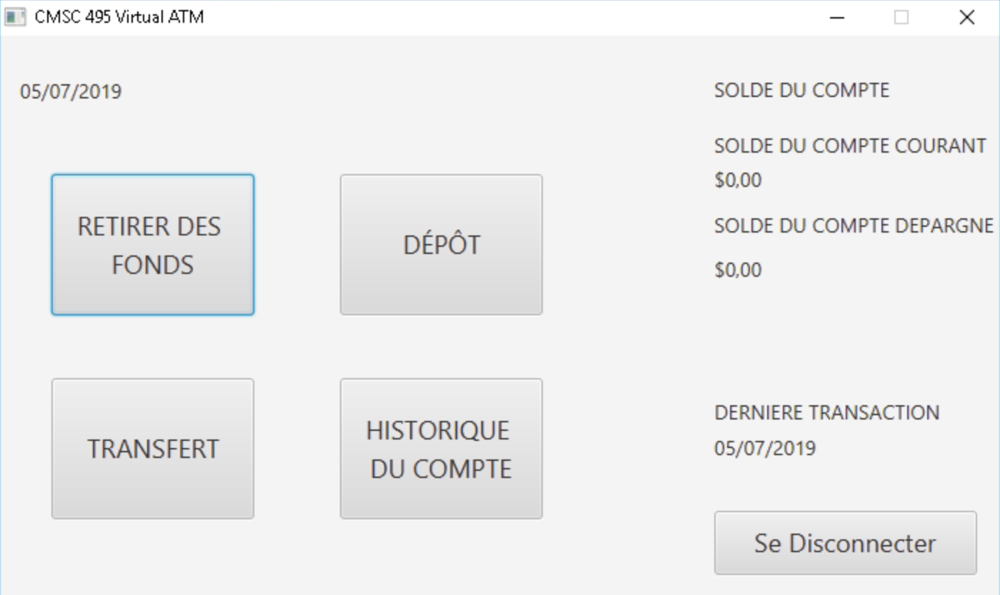 CMSC 495 Virtual ATM
05/07/2019
RETIRER DES
FONDS
DÉPÔT
TRANSFERT
HISTORIQUE
DU COMPTE
SOLDE DU COMPTE
SOLDE DU COMPTE COURANT
$0,00
SOLDE DU COMPTE DEPARGNE
$0,00
DERNIERE TRANSACTION
05/07/2019
Se Disconnecter